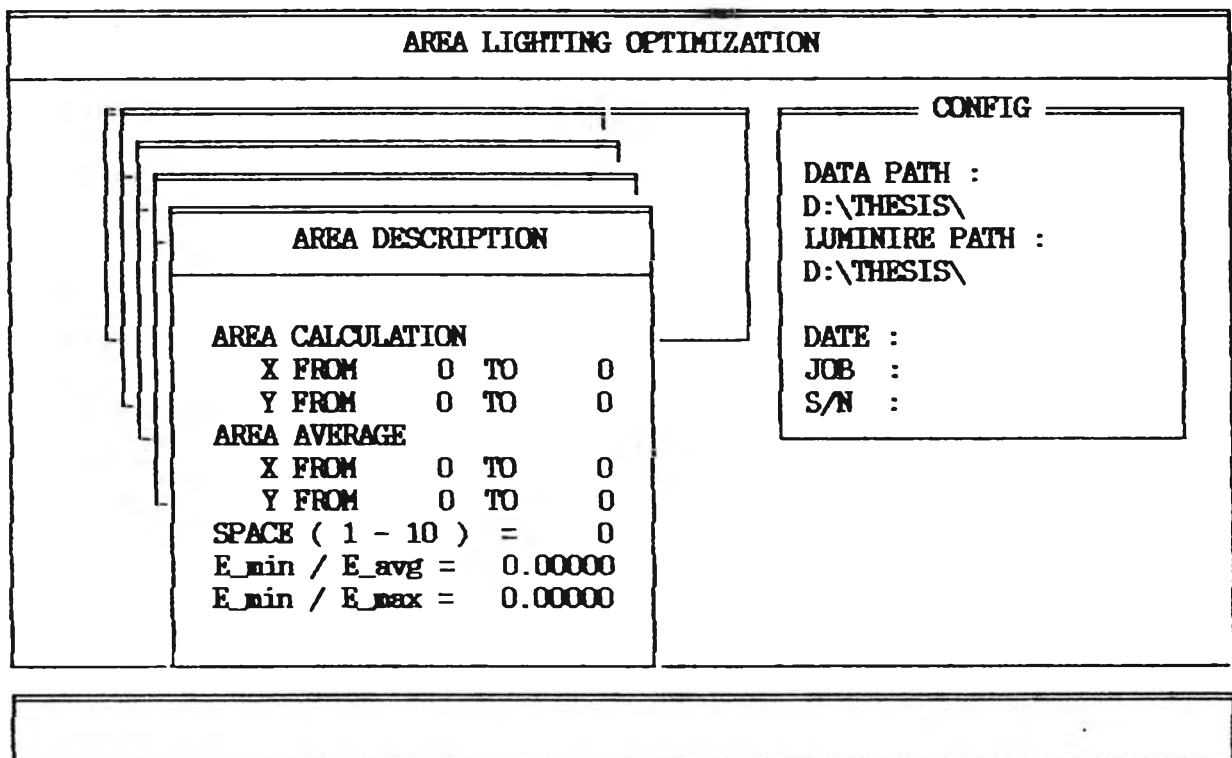 AREA LIGHTING OPTIMIZATION
AREA DESCRIPTION
AREA CALCULATION
X FROM 0 TO 0
Y FROM 0 TO 0
AREA AVERAGE
X FROM 0 TO 0
Y FROM 0 TO 0
SPACE ( 1 - 10 ) = 0
E_min / E_avg = 0.00000
E_min / E_max = 0.00000
CONFIG
DATA PATH :
D:\THESIS\
LUMINIRE PATH :
D:\THESIS\
DATE :
JOB :
S/N :